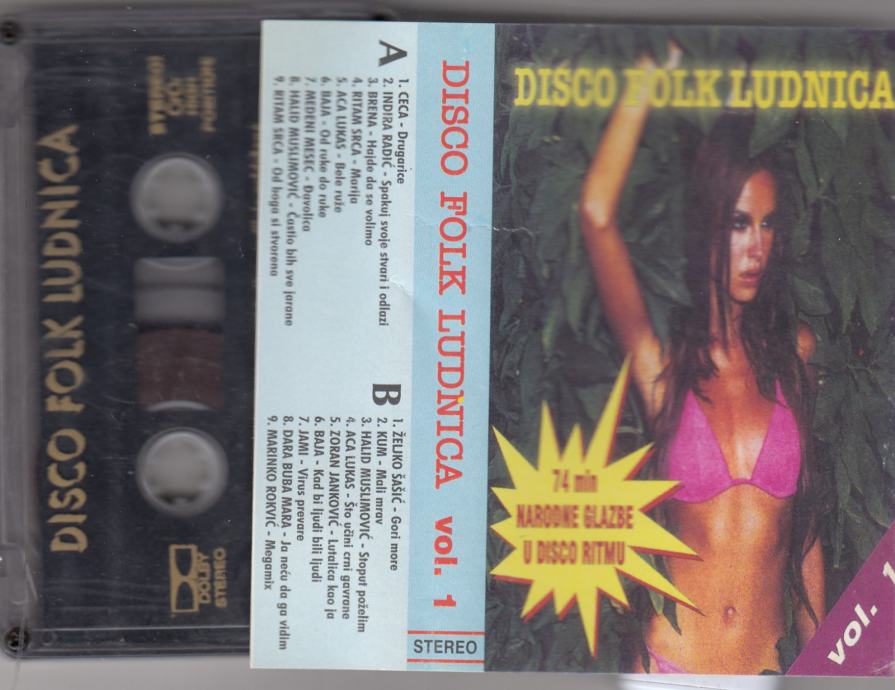 DISCO FOLK LUDNICA
74 min
NARODNE GLAZBE
U DISCO RITMU
vol. 1
DISCO FOLK LUDNICA vol. 1
STEREO
A
1. CECA - Drugarice
2. INDIRA RADIĆ - Spakuj svoje stvari i odlazi
3. BRENA - Hajde da se volimo
4. RITAM SRCA - Marija
5. ACA LUKAS - Bele ruže
6. BAJA - Od ruke do ruke
7. MEDENI MESEC - Đavolica
8. HALID MUSLIMOVIĆ - Častio bih sve jarane
9. RITAM SRCA - Od boga si stvorena
B
1. ŽELJKO ŠAŠIĆ - Gori more
2. KUM - Mali mrav
3. HALID MUSLIMOVIĆ - Stoput poželim
4. ACA LUKAS - Što učini crni gavrane
5. ZORAN JANKOVIĆ - Lutalica kao ja
6. BAJA - Kad bi ljudi bili ljudi
7. JAMI - Virus prevare
8. DARA BUBA MARA - Ja neću da ga vidim
9. MARINKO ROKVIĆ - Megamix
STEREO
DISCO FOLK LUDNICA
DOLBY
STEREO